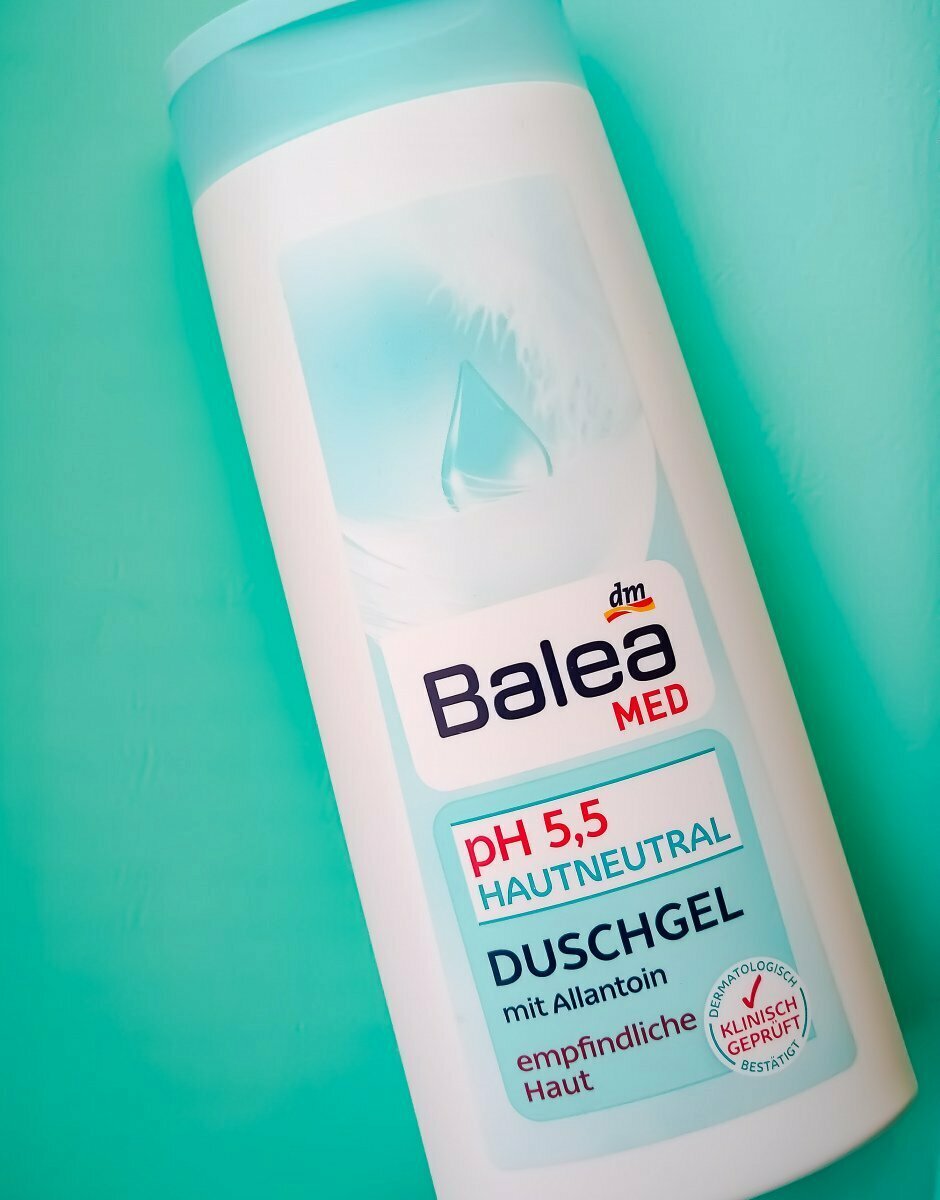 dm
Balea
MED
pH 5,5
HAUTNEUTRAL
DUSCHGEL
mit Allantoin
empfindliche
Haut
DERMATOLOGISCH
KLINISCH
GEPRÜFT
BESTÄTIGT